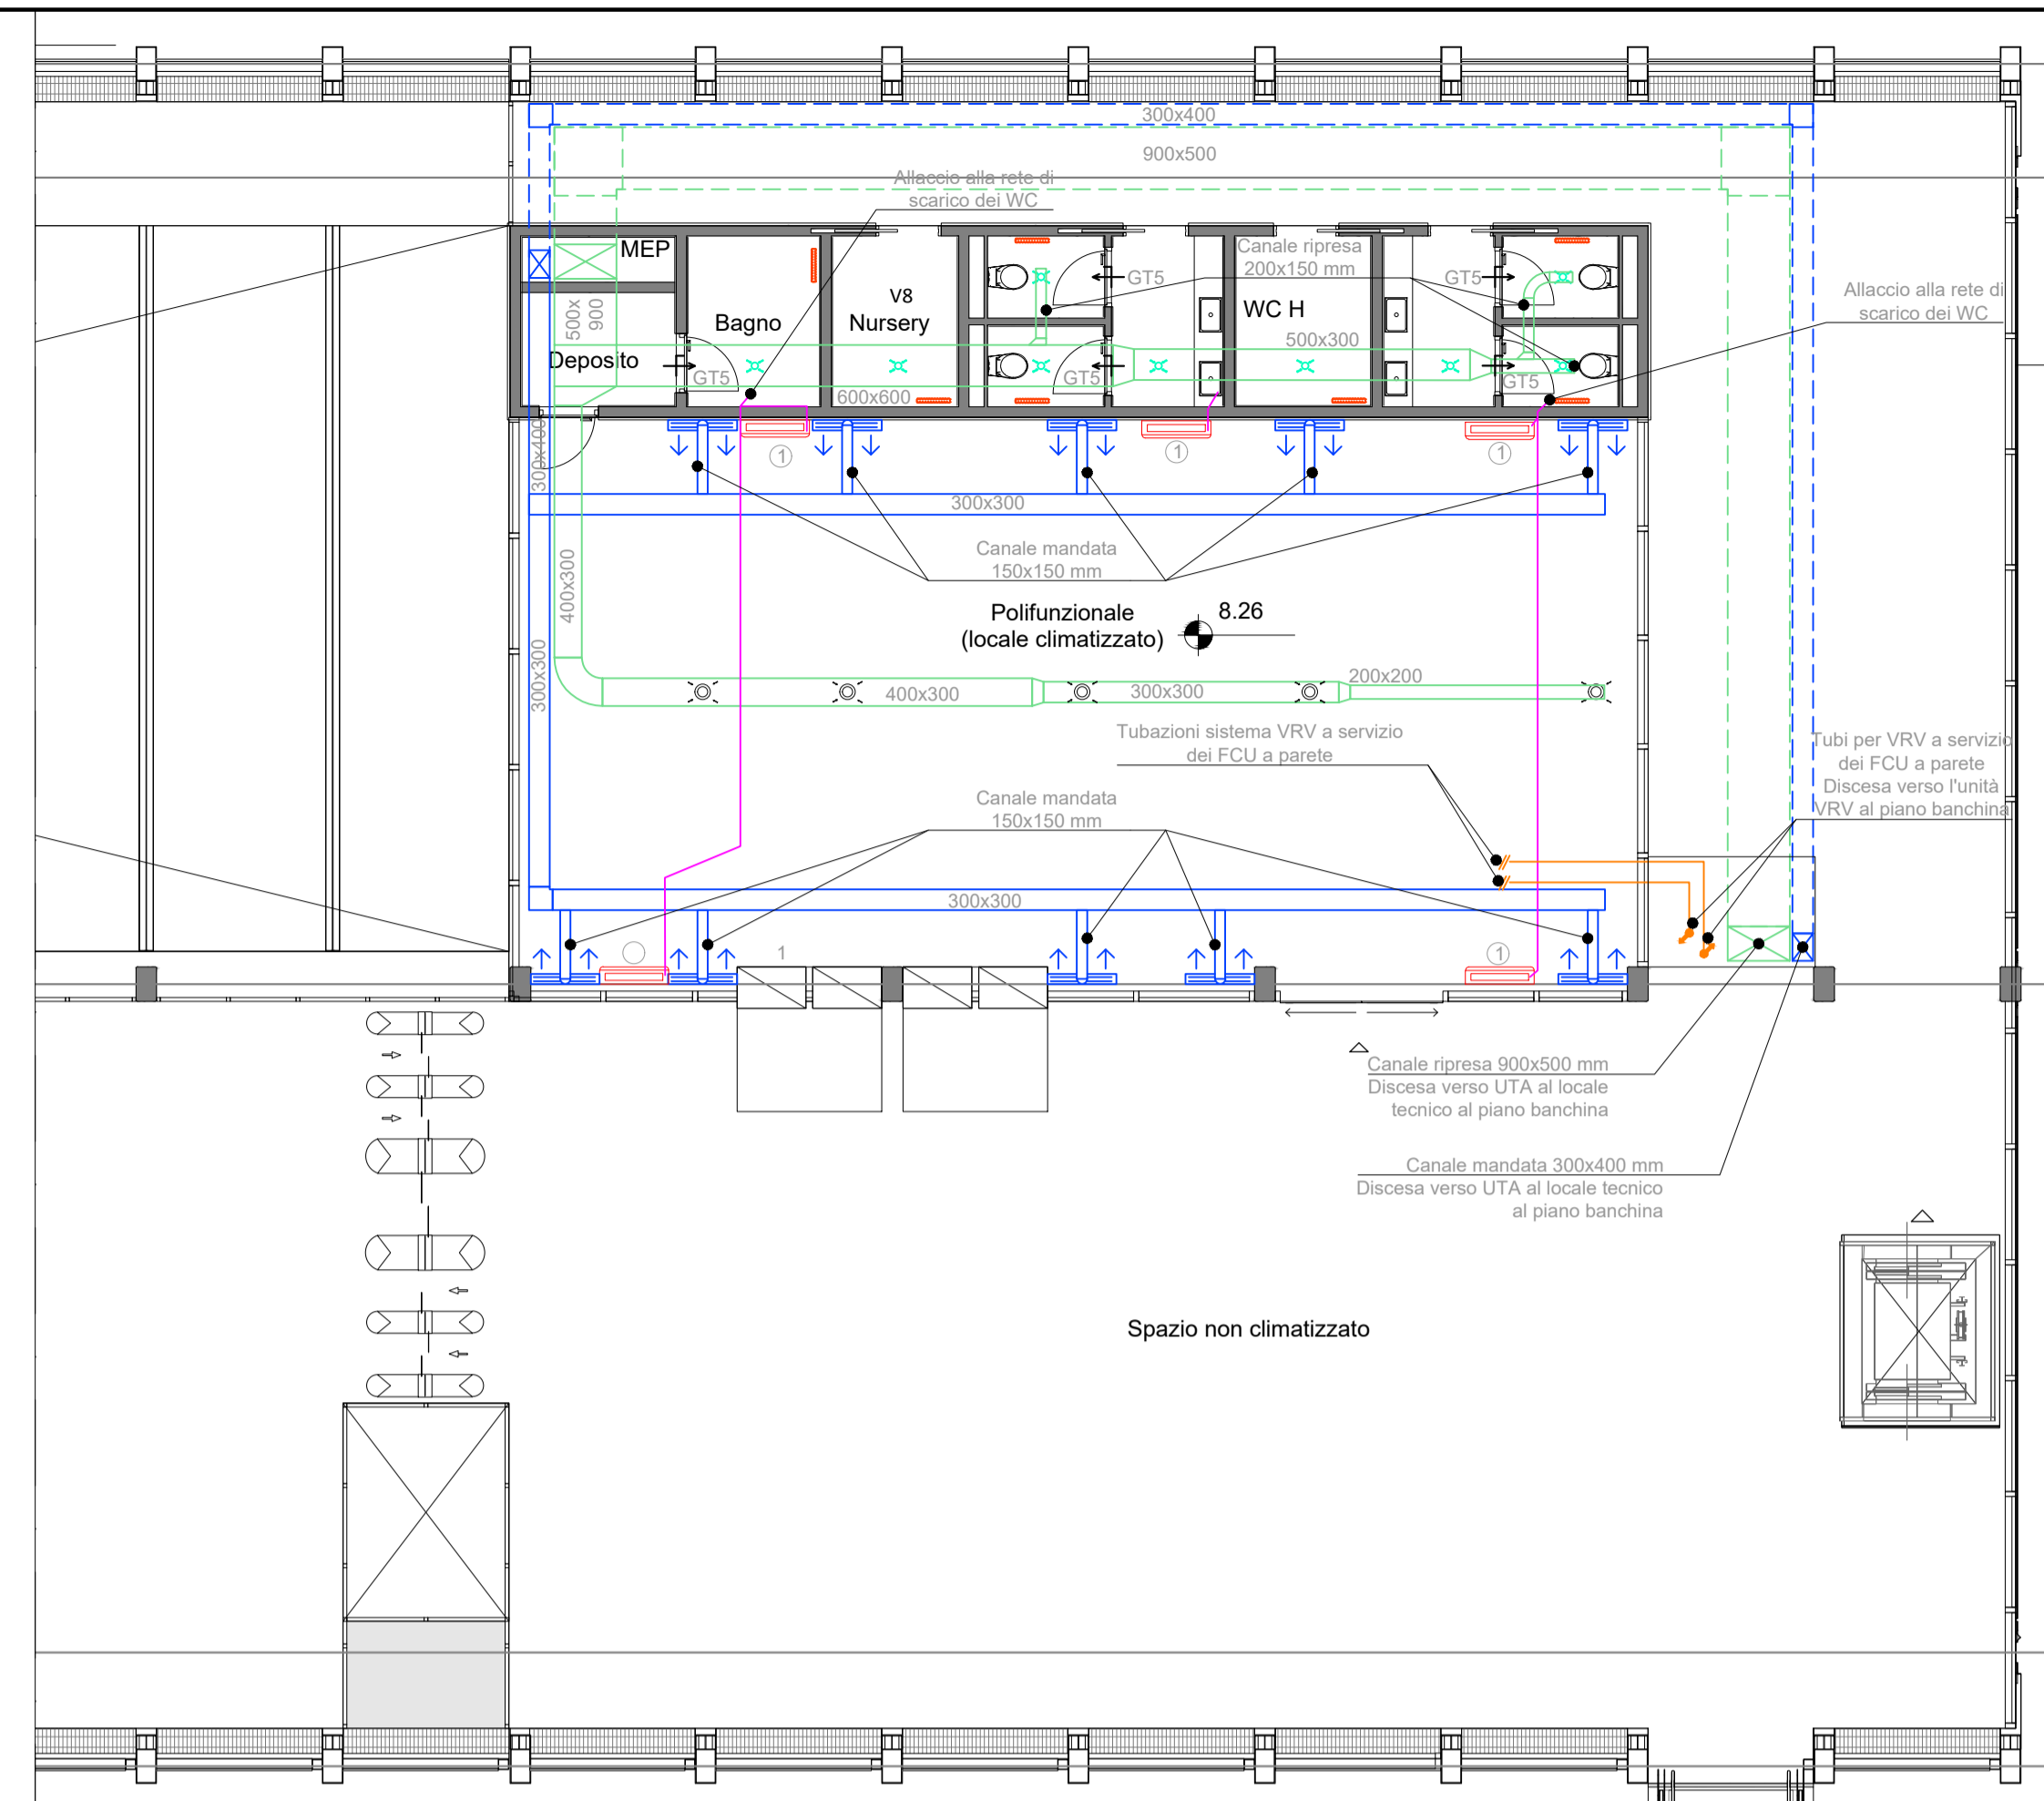 300x400
900x500
Allaccio alla rete di
scarico dei WC
MEP
Canale ripresa
200x150 mm
GT5
GT5
V8
Nursery
Bagno
WC H
500x
900
Deposito
500x300
GT5
GT5
GT5
600x600
Allaccio alla rete di
scarico dei WC
300x400
1
1
1
300x300
Canale mandata
150x150 mm
400x300
Polifunzionale
(locale climatizzato)
8.26
300x300
400x300
300x300
200x200
Tubazioni sistema VRV a servizio
dei FCU a parete
Tubi per VRV a servizio
dei FCU a parete
Discesa verso l'unità
VRV al piano banchina
Canale mandata
150x150 mm
300x300
1
1
Canale ripresa 900x500 mm
Discesa verso UTA al locale
tecnico al piano banchina
Canale mandata 300x400 mm
Discesa verso UTA al locale tecnico
al piano banchina
Spazio non climatizzato